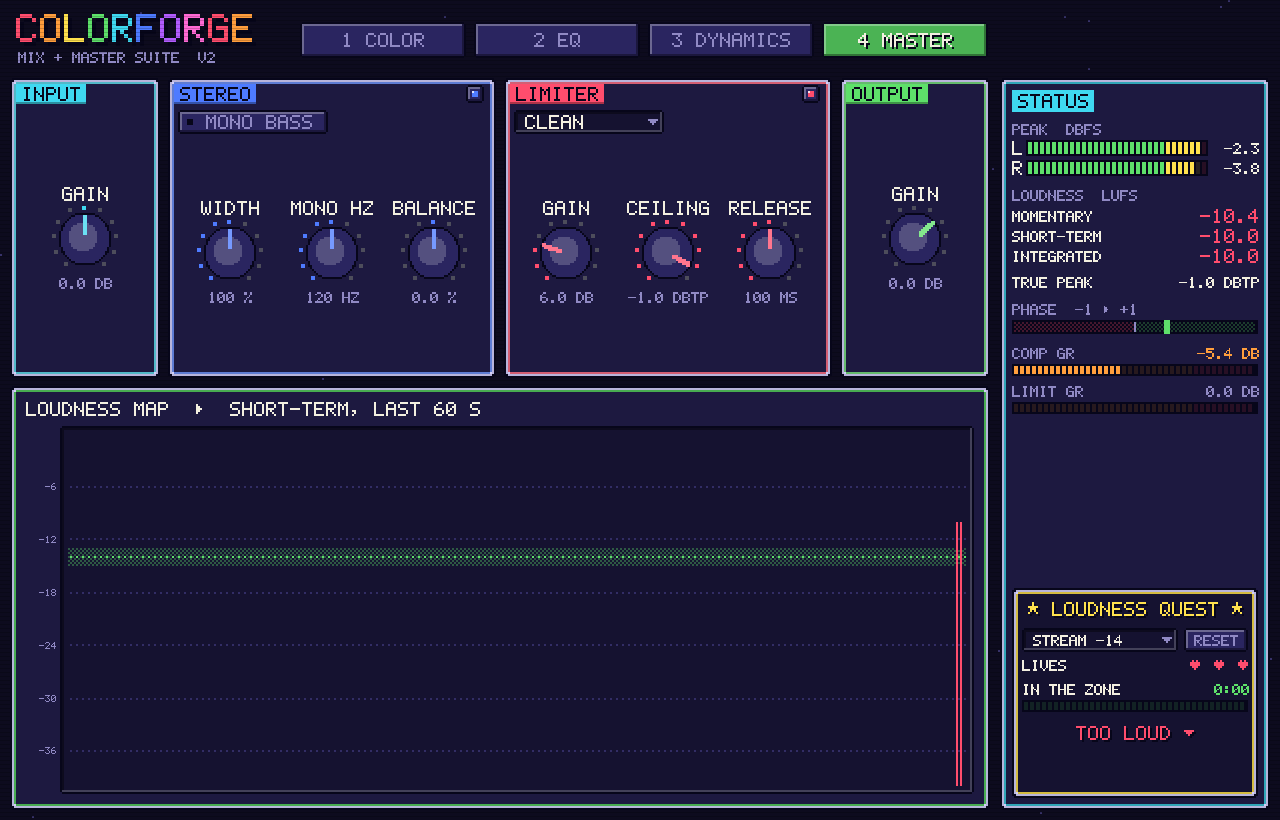 COLORFORGE
MIX + MASTER SUITE V2
1 COLOR
2 EQ
3 DYNAMICS
4 MASTER
INPUT
GAIN
0.0 DB
STEREO
MONO BASS
WIDTH
MONO HZ
BALANCE
100 %
120 HZ
0.0 %
LIMITER
CLEAN
GAIN
CEILING
RELEASE
6.0 DB
-1.0 DBTP
100 MS
OUTPUT
GAIN
0.0 DB
STATUS
PEAK DBFS
L -2.3
R -3.8
LOUDNESS LUFS
MOMENTARY -10.4
SHORT-TERM -10.0
INTEGRATED -10.0
TRUE PEAK -1.0 DBTP
PHASE -1 ▸ +1
COMP GR -5.4 DB
LIMIT GR 0.0 DB
LOUDNESS MAP ▸ SHORT-TERM, LAST 60 S
-6
-12
-18
-24
-30
-36
★ LOUDNESS QUEST ★
STREAM -14
RESET
LIVES ♥ ♥ ♥
IN THE ZONE 0:00
TOO LOUD ▾